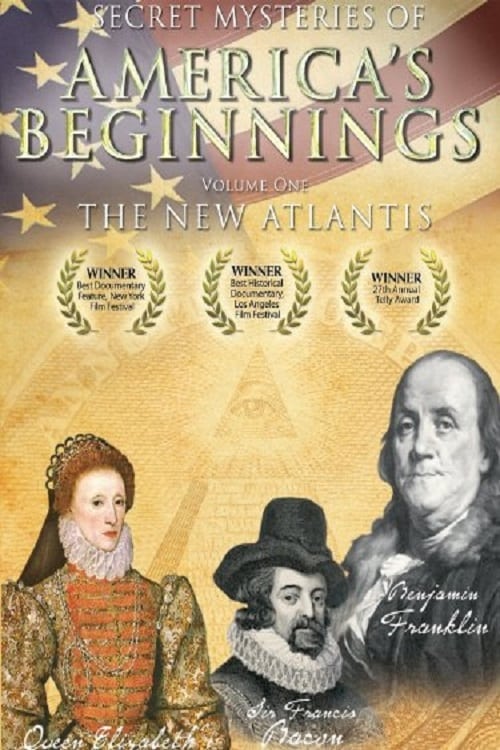 SECRET MYSTERIES OF
AMERICA'S
BEGINNINGS
VOLUME ONE
THE NEW ATLANTIS
WINNER
Best Documentary
Feature, New York
Film Festival
WINNER
Best Historical
Documentary,
Los Angeles
Film Festival
WINNER
27th Annual
Telly Award
Benjamin
Franklin
Sir Francis
Bacon
Queen Elizabeth